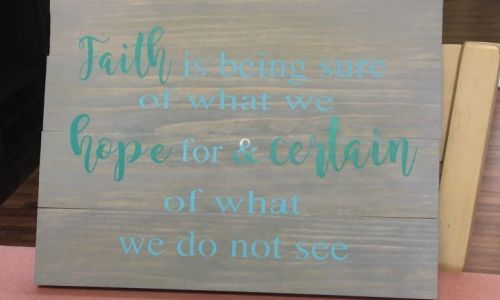 Faith is being sure
of what we
hope for & certain
of what
we do not see